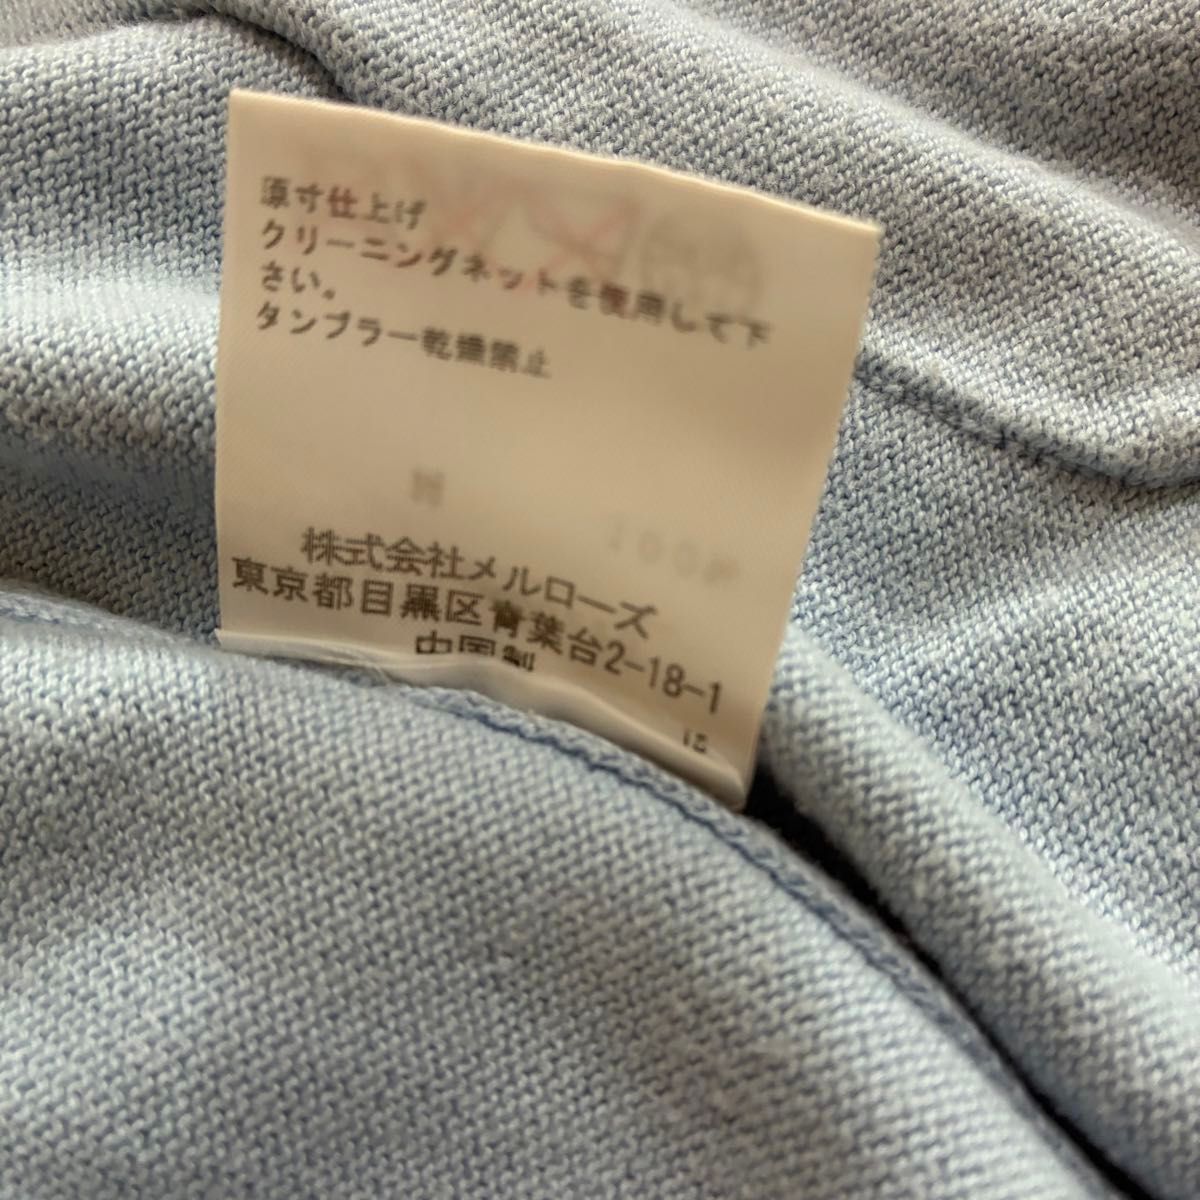 原寸仕上げ
クリーニングネットを使用して下
さい。
タンブラー乾燥禁止
株式会社メルローズ
東京都目黒区青葉台2-18-1
中国製